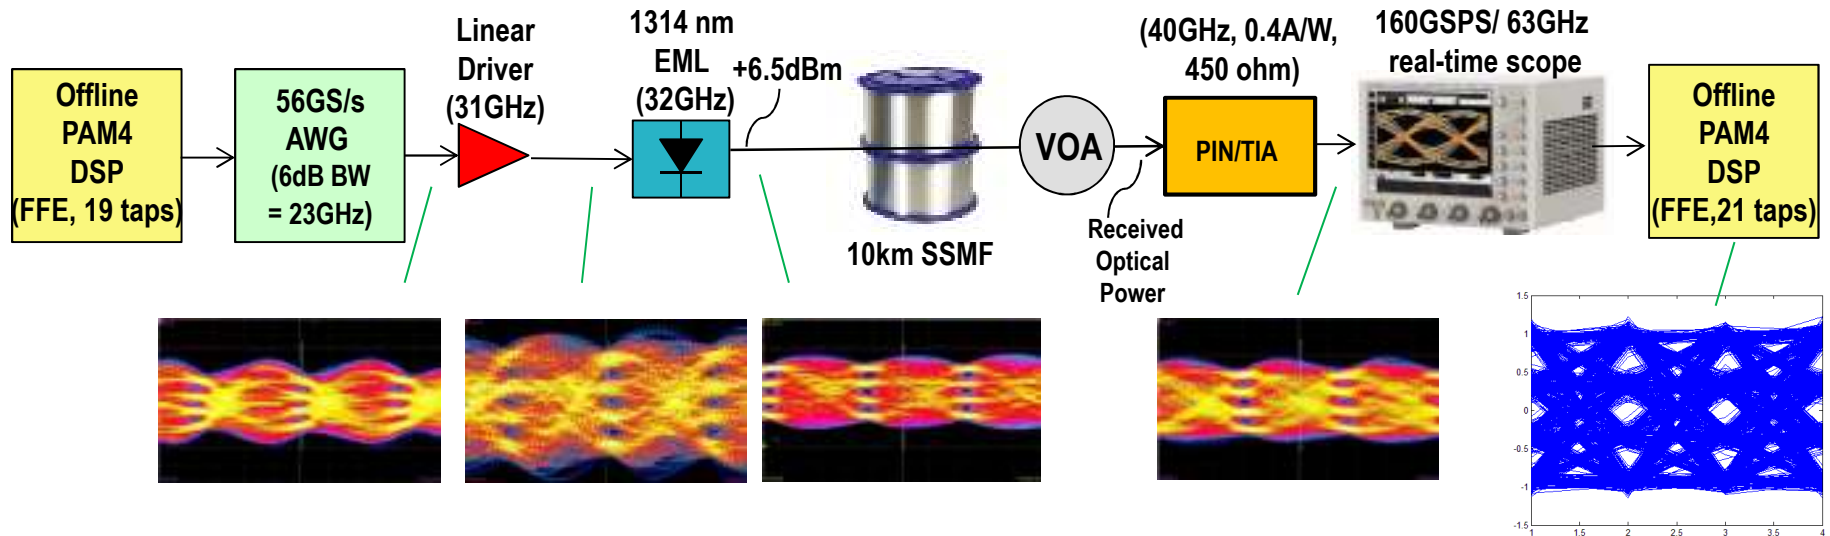 Offline
PAM4
DSP
(FFE, 19 taps)
56GS/s
AWG
(6dB BW
= 23GHz)
Linear
Driver
(31GHz)
1314 nm
EML
(32GHz)
+6.5dBm
10km SSMF
VOA
Received
Optical
Power
(40GHz, 0.4A/W,
450 ohm)
PIN/TIA
160GSPS/ 63GHz
real-time scope
Offline
PAM4
DSP
(FFE,21 taps)
1.5
1
0.5
0
-0.5
-1
-1.5
1 1.5 2 2.5 3 3.5 4